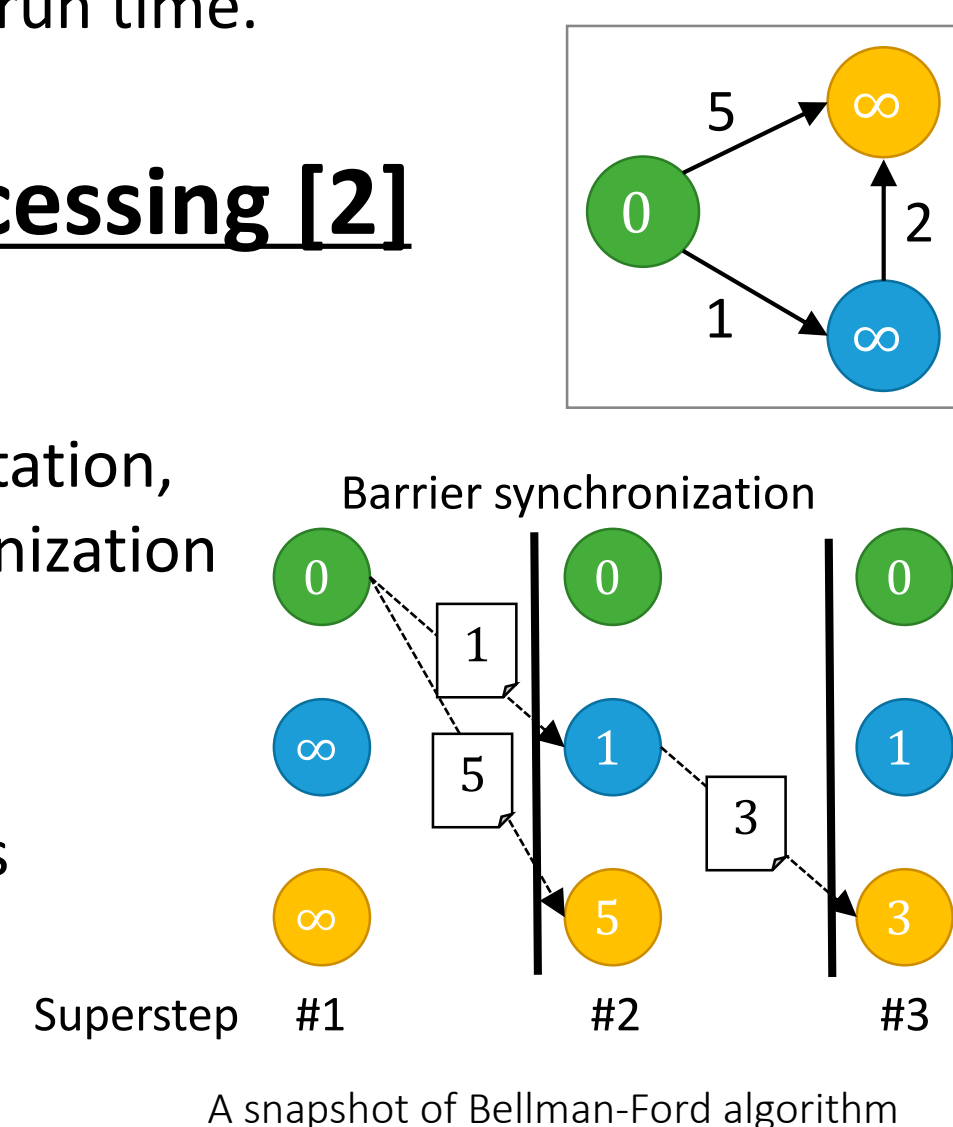 run time.
∞
5
cessing [2]
0
2
1
∞
tation,
Barrier synchronization
nization
0
0
0
1
∞
1
1
5
3
s
∞
5
3
Superstep #1 #2 #3
A snapshot of Bellman-Ford algorithm